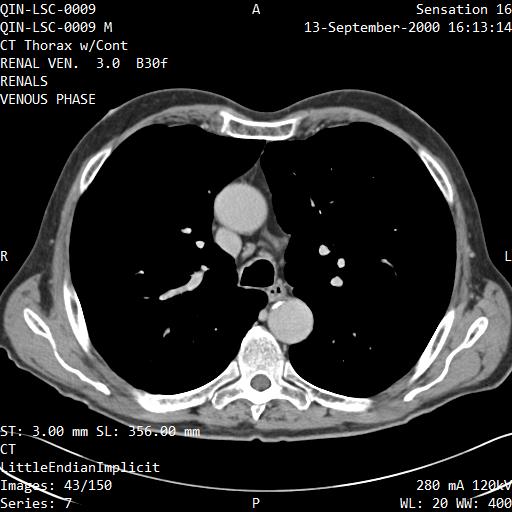 QIN-LSC-0009
A
Sensation 16
QIN-LSC-0009 M
13-September-2000 16:13:14
CT Thorax w/Cont
RENAL VEN.  3.0  B30f
RENALS
VENOUS PHASE
R
L
ST: 3.00 mm SL: 356.00 mm
CT
LittleEndianImplicit
Images: 43/150
280 mA 120kV
Series: 7
P
WL: 20 WW: 400